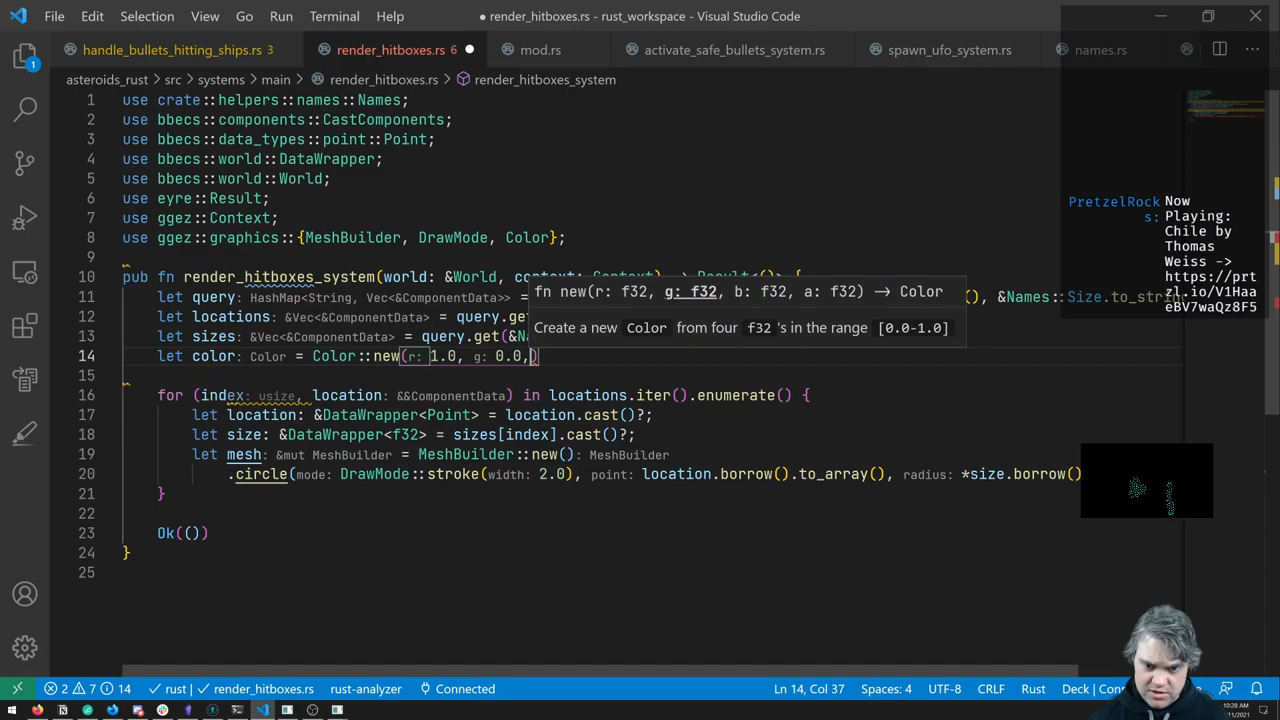 File Edit Selection View Go Run Terminal Help
● render_hitboxes.rs - rust_workspace - Visual Studio Code
handle_bullets_hitting_ships.rs 3 render_hitboxes.rs 6 ● mod.rs activate_safe_bullets_system.rs spawn_ufo_system.rs names.rs
asteroids_rust > src > systems > main > render_hitboxes.rs > render_hitboxes_system
1 use crate::helpers::names::Names;
2 use bbecs::components::CastComponents;
3 use bbecs::data_types::point::Point;
4 use bbecs::world::DataWrapper;
5 use bbecs::world::World;
6 use eyre::Result;
7 use ggez::Context;
8 use ggez::graphics::{MeshBuilder, DrawMode, Color};
9
10 pub fn render_hitboxes_system(world: &World, context: Context) -> Result<()> {
11 let query: HashMap<String, Vec<&ComponentData>> = (), &Names::Size.to_string
12 let locations: &Vec<&ComponentData> = query.get
13 let sizes: &Vec<&ComponentData> = query.get(&N
14 let color: Color = Color::new(r: 1.0, g: 0.0,)
15
16 for (index: usize, location: &&ComponentData) in locations.iter().enumerate() {
17 let location: &DataWrapper<Point> = location.cast()?;
18 let size: &DataWrapper<f32> = sizes[index].cast()?;
19 let mesh: &mut MeshBuilder = MeshBuilder::new(): MeshBuilder
20 .circle(mode: DrawMode::stroke(width: 2.0), point: location.borrow().to_array(), radius: *size.borrow()
21 }
22
23 Ok(())
24 }
25
fn new(r: f32, g: f32, b: f32, a: f32) -> Color
Create a new Color from four f32 's in the range [0.0-1.0]
PretzelRock
s:
Now
Playing:
Chile by
Thomas
Weiss ->
https://prt
zl.io/V1Haa
eBV7waQz8F5
1
2 7 14 rust | render_hitboxes.rs rust-analyzer Connected Ln 14, Col 37 Spaces: 4 UTF-8 CRLF Rust
10:28 AM